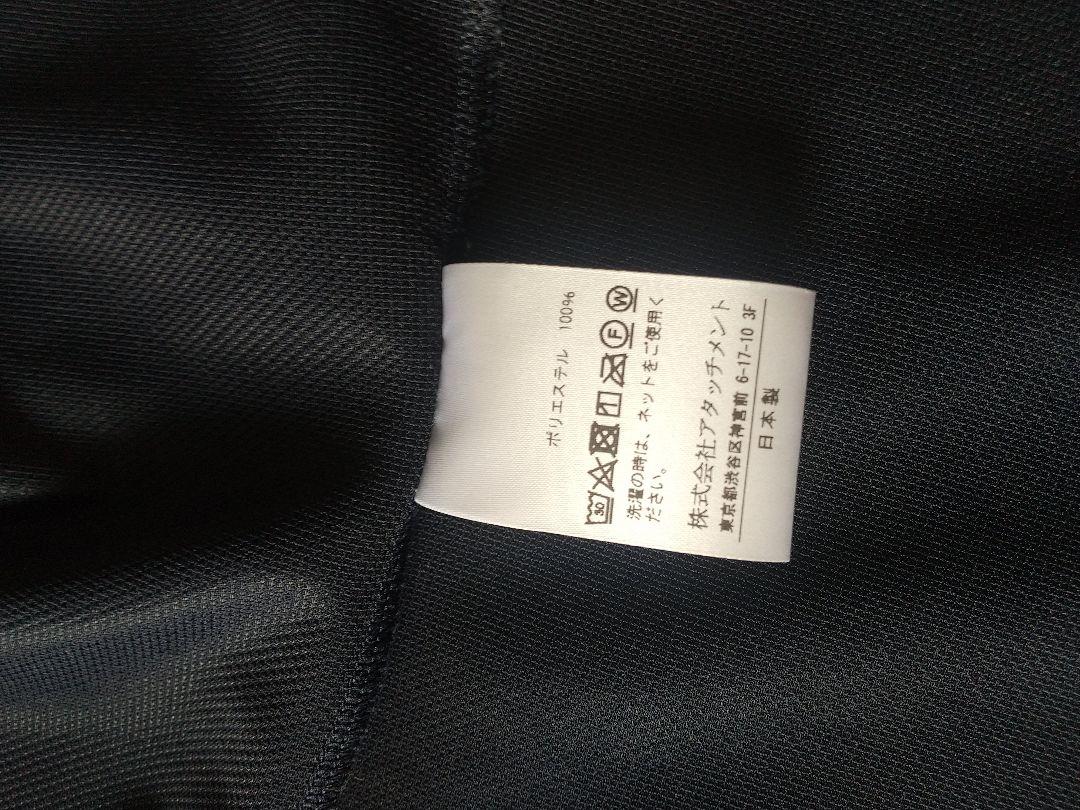 ポリエステル 100%
30 F W
洗濯の時は、ネットをご使用く
ださい。
株式会社アタッチメント
東京都渋谷区神宮前 6-17-10 3F
日本製